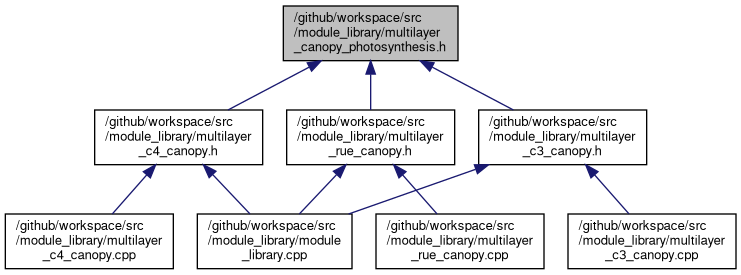 /github/workspace/src
/module_library/multilayer
_canopy_photosynthesis.h
/github/workspace/src
/module_library/multilayer
_c4_canopy.h
/github/workspace/src
/module_library/multilayer
_rue_canopy.h
/github/workspace/src
/module_library/multilayer
_c3_canopy.h
/github/workspace/src
/module_library/multilayer
_c4_canopy.cpp
/github/workspace/src
/module_library/module
_library.cpp
/github/workspace/src
/module_library/multilayer
_rue_canopy.cpp
/github/workspace/src
/module_library/multilayer
_c3_canopy.cpp